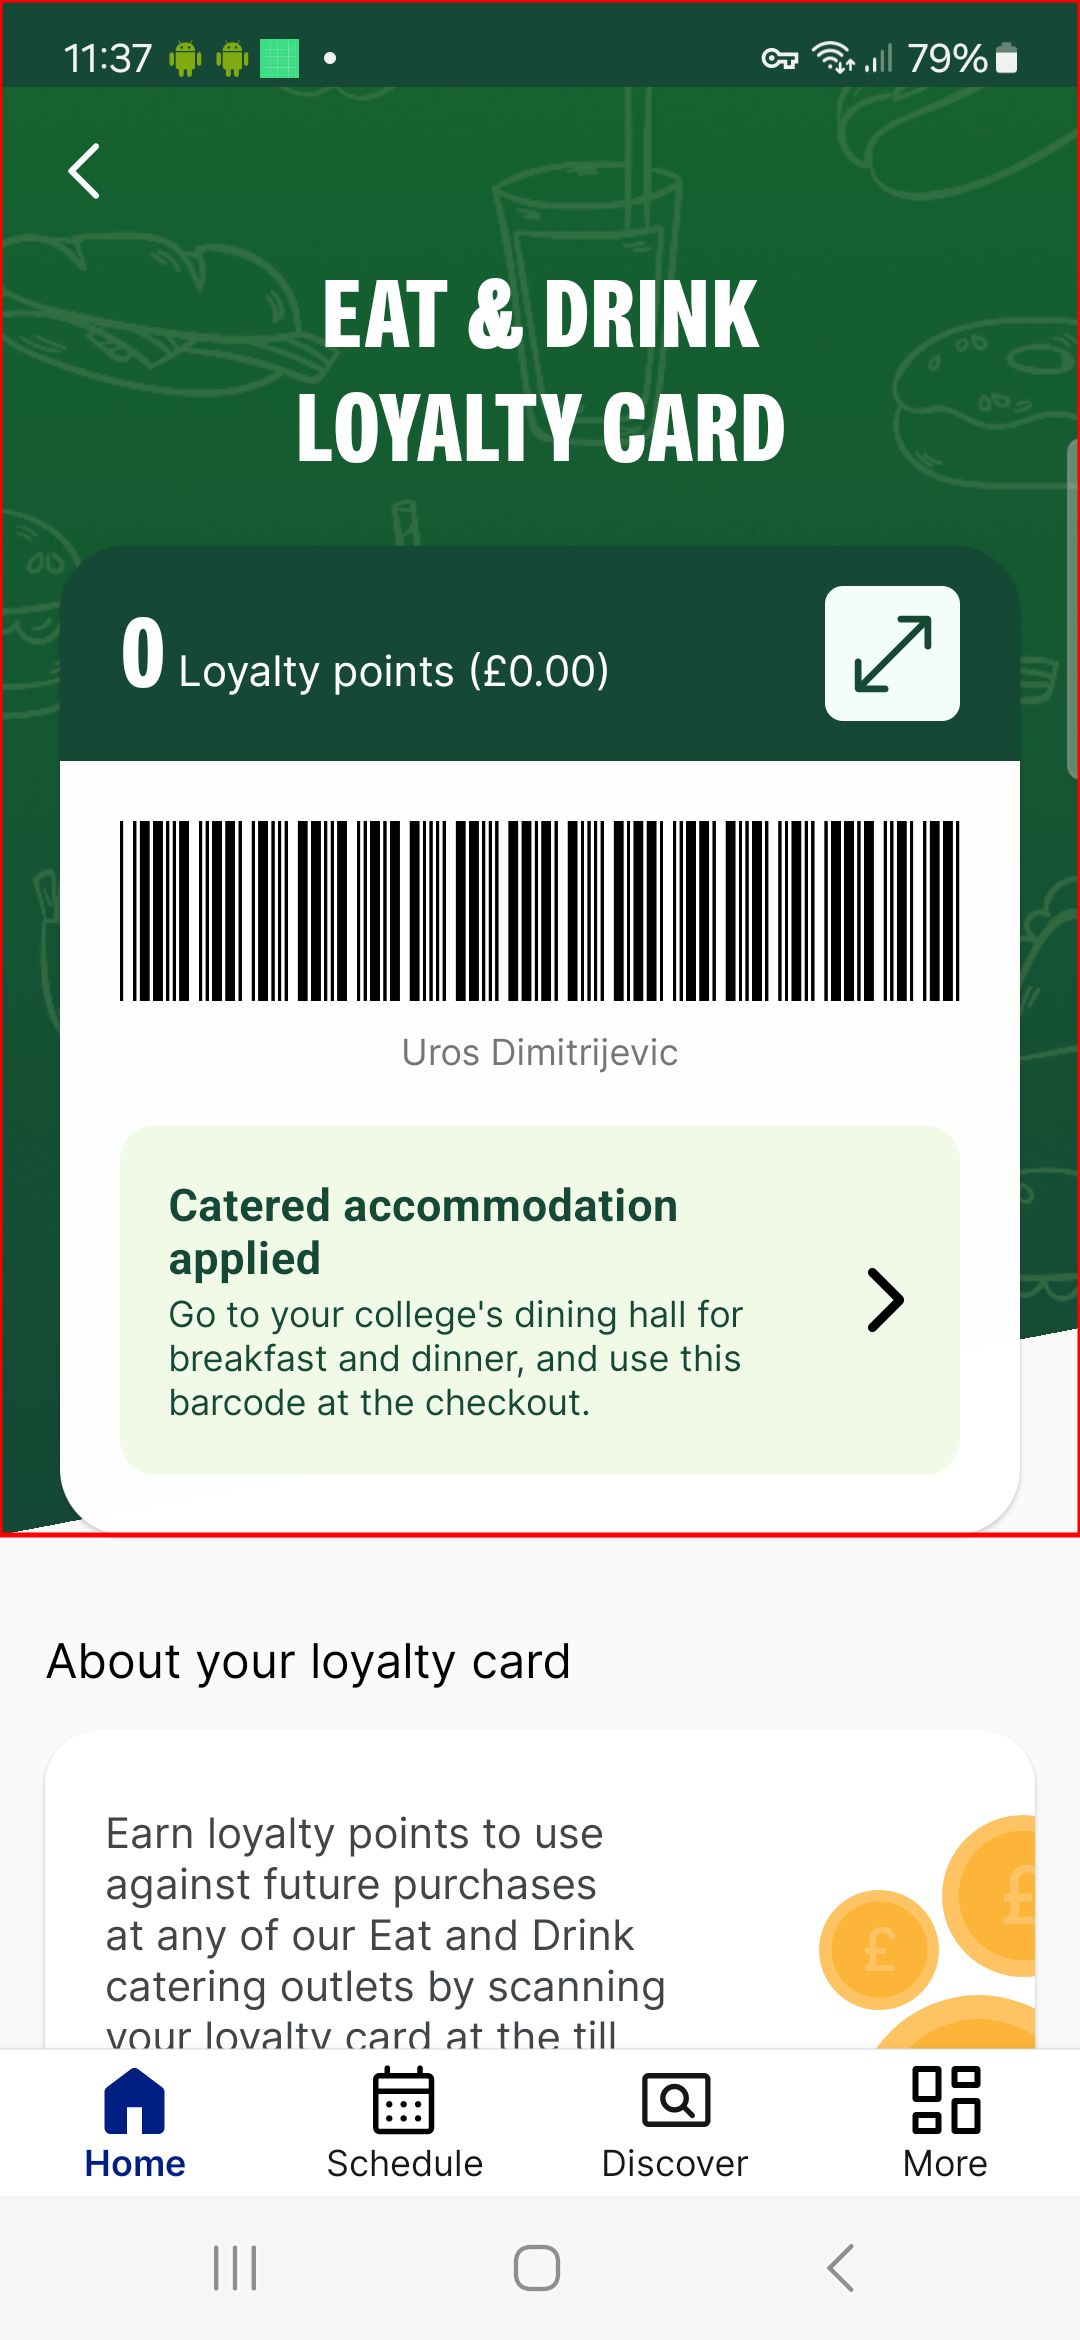 11:37
79%
EAT & DRINK
LOYALTY CARD
0 Loyalty points (£0.00)
Uros Dimitrijevic
Catered accommodation
applied
Go to your college's dining hall for
breakfast and dinner, and use this
barcode at the checkout.
About your loyalty card
Earn loyalty points to use
against future purchases
at any of our Eat and Drink
catering outlets by scanning
your loyalty card at the till
£
£
Home
Schedule
Discover
More